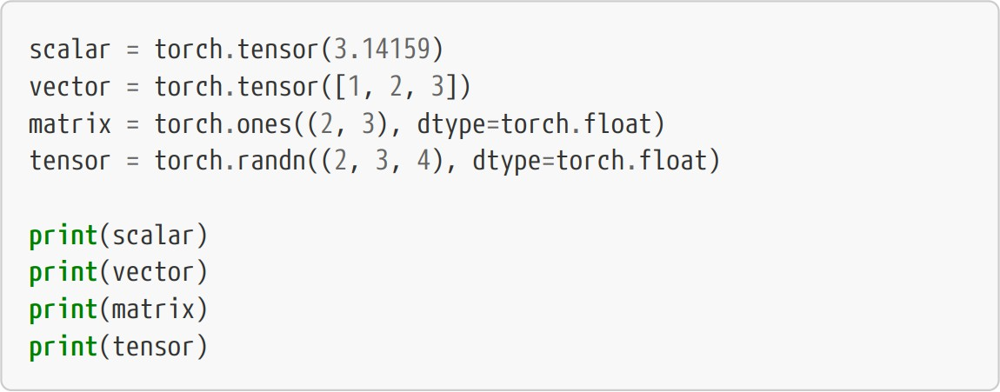 scalar = torch.tensor(3.14159)
vector = torch.tensor([1, 2, 3])
matrix = torch.ones((2, 3), dtype=torch.float)
tensor = torch.randn((2, 3, 4), dtype=torch.float)

print(scalar)
print(vector)
print(matrix)
print(tensor)